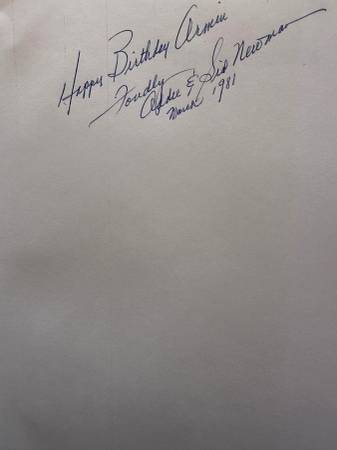 Happy Birthday Armin
Fondly
Addie & Sid Newman
March 1981